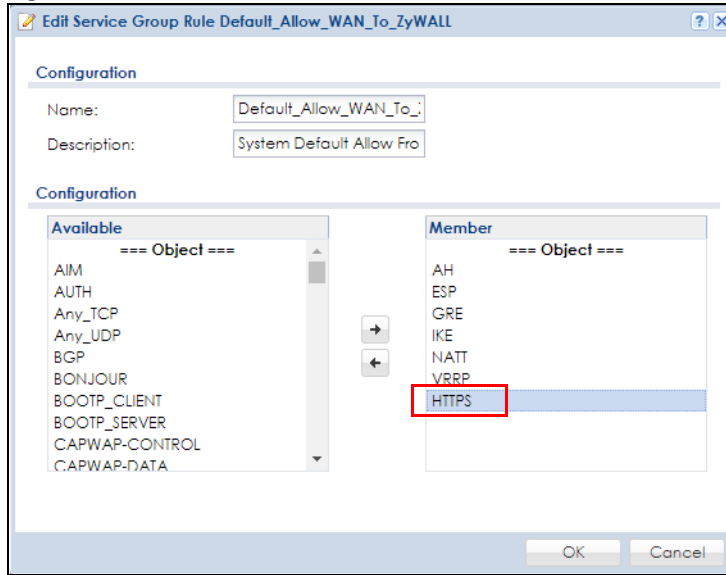 Edit Service Group Rule Default_Allow_WAN_To_ZyWALL
Configuration
Name: Default_Allow_WAN_To_
Description: System Default Allow Fro
Configuration
Available
=== Object ===
AIM
AUTH
Any_TCP
Any_UDP
BGP
BONJOUR
BOOTP_CLIENT
BOOTP_SERVER
CAPWAP-CONTROL
CAPWAP-DATA
Member
=== Object ===
AH
ESP
GRE
IKE
NATT
VRRP
HTTPS
OK Cancel